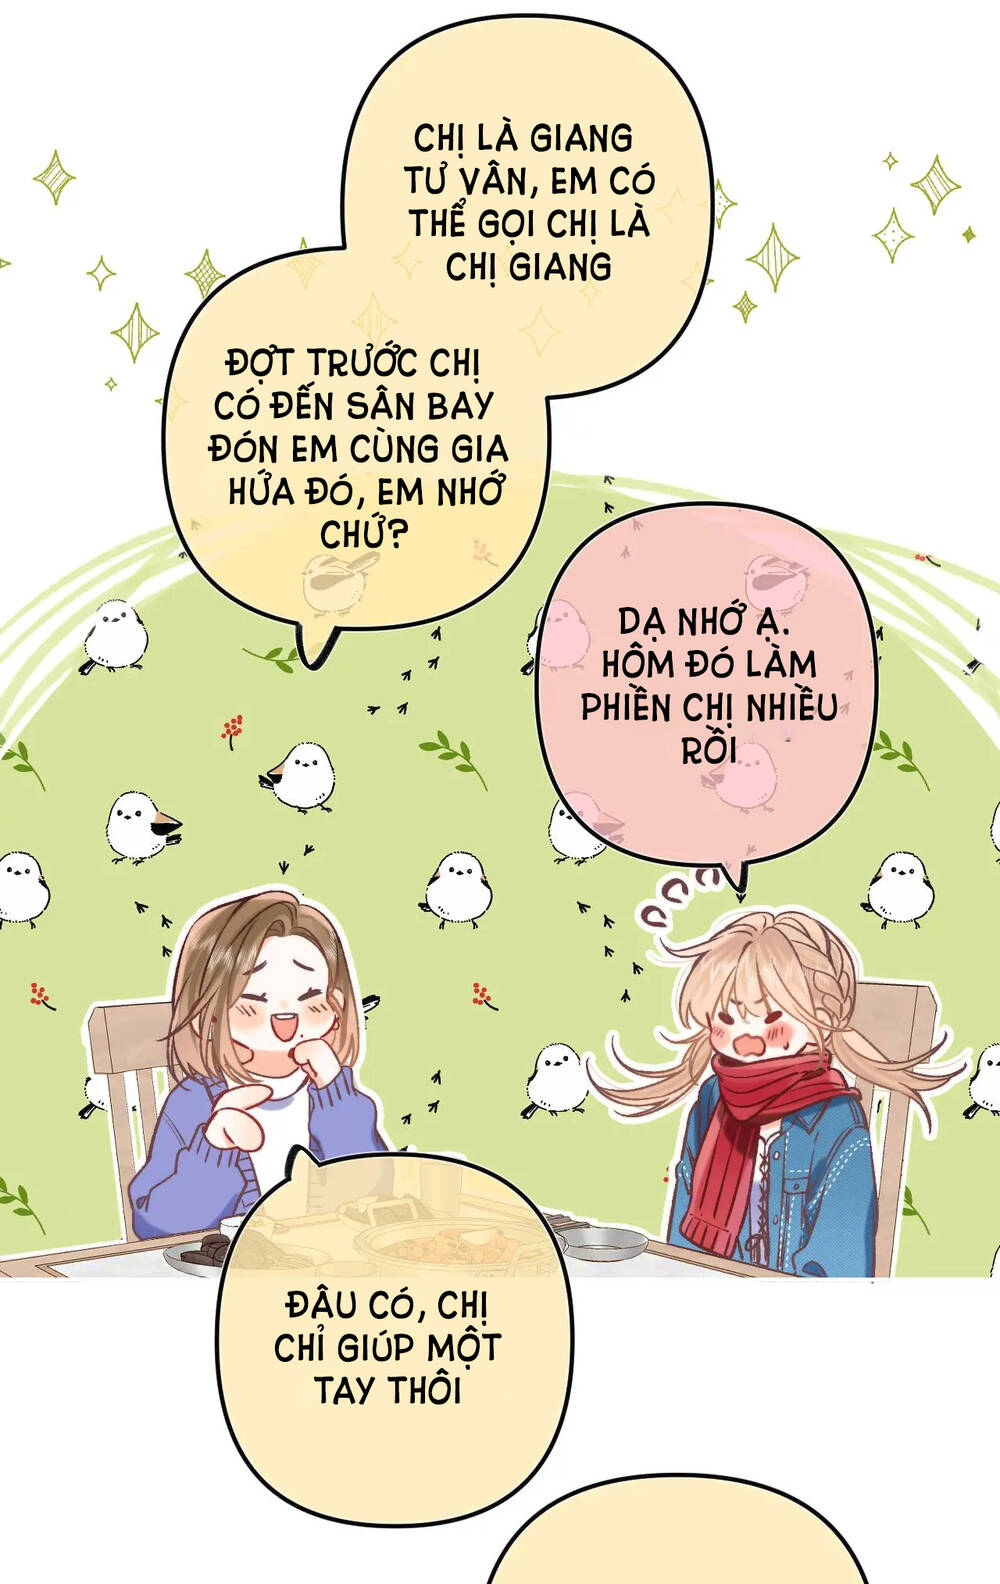 CHỊ LÀ GIANG
TƯ VÂN, EM CÓ
THỂ GỌI CHỊ LÀ
CHỊ GIANG
ĐỢT TRƯỚC CHỊ
CÓ ĐẾN SÂN BAY
ĐÓN EM CÙNG GIA
HỨA ĐÓ, EM NHỚ
CHỨ?
DẠ NHỚ Ạ.
HÔM ĐÓ LÀM
PHIỀN CHỊ NHIỀU
RỒI
ĐÂU CÓ, CHỊ
CHỈ GIÚP MỘT
TAY THÔI